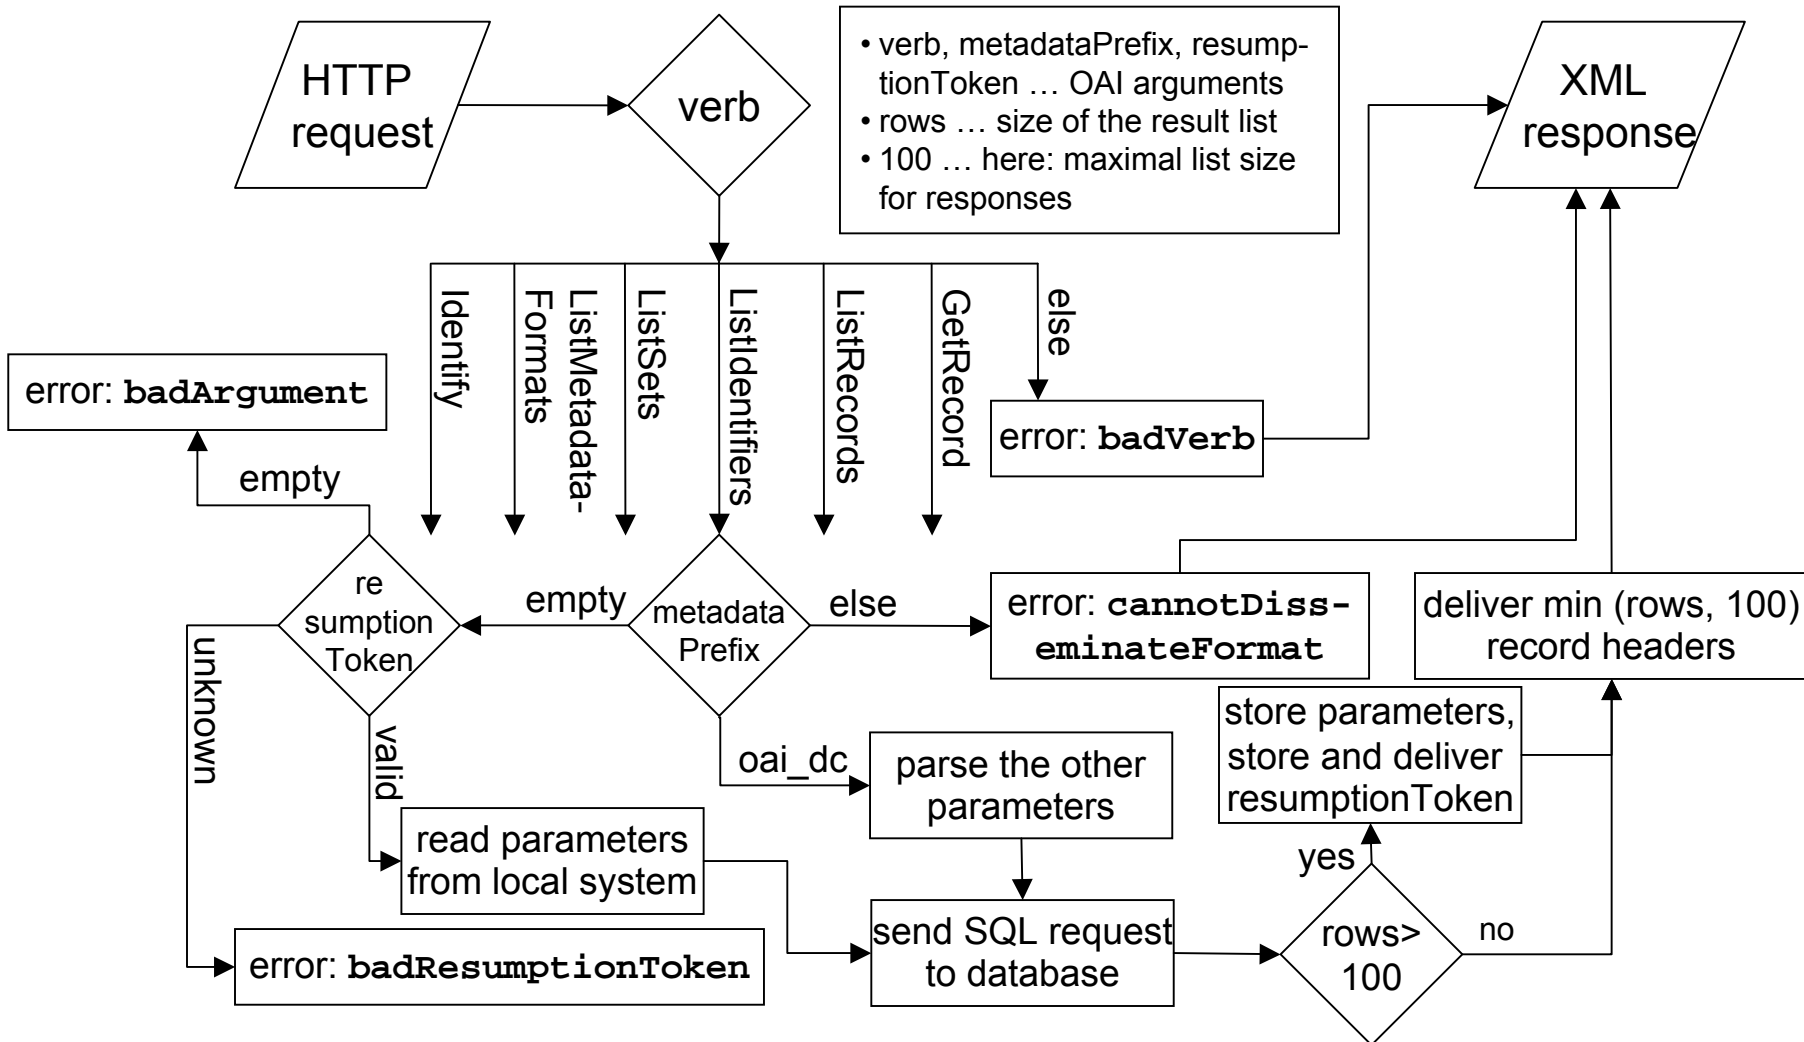 HTTP
request
verb
• verb, metadataPrefix, resump-
tionToken … OAI arguments
• rows … size of the result list
• 100 … here: maximal list size
for responses
XML
response
Identify
ListMetadata-
Formats
ListSets
ListIdentifiers
ListRecords
GetRecord
else
error: badArgument
error: badVerb
empty
re
sumption
Token
empty
metadata
Prefix
else
error: cannotDiss-
eminateFormat
deliver min (rows, 100)
record headers
unknown
valid
oai_dc
parse the other
parameters
store parameters,
store and deliver
resumptionToken
read parameters
from local system
yes
send SQL request
to database
rows>
100
no
error: badResumptionToken